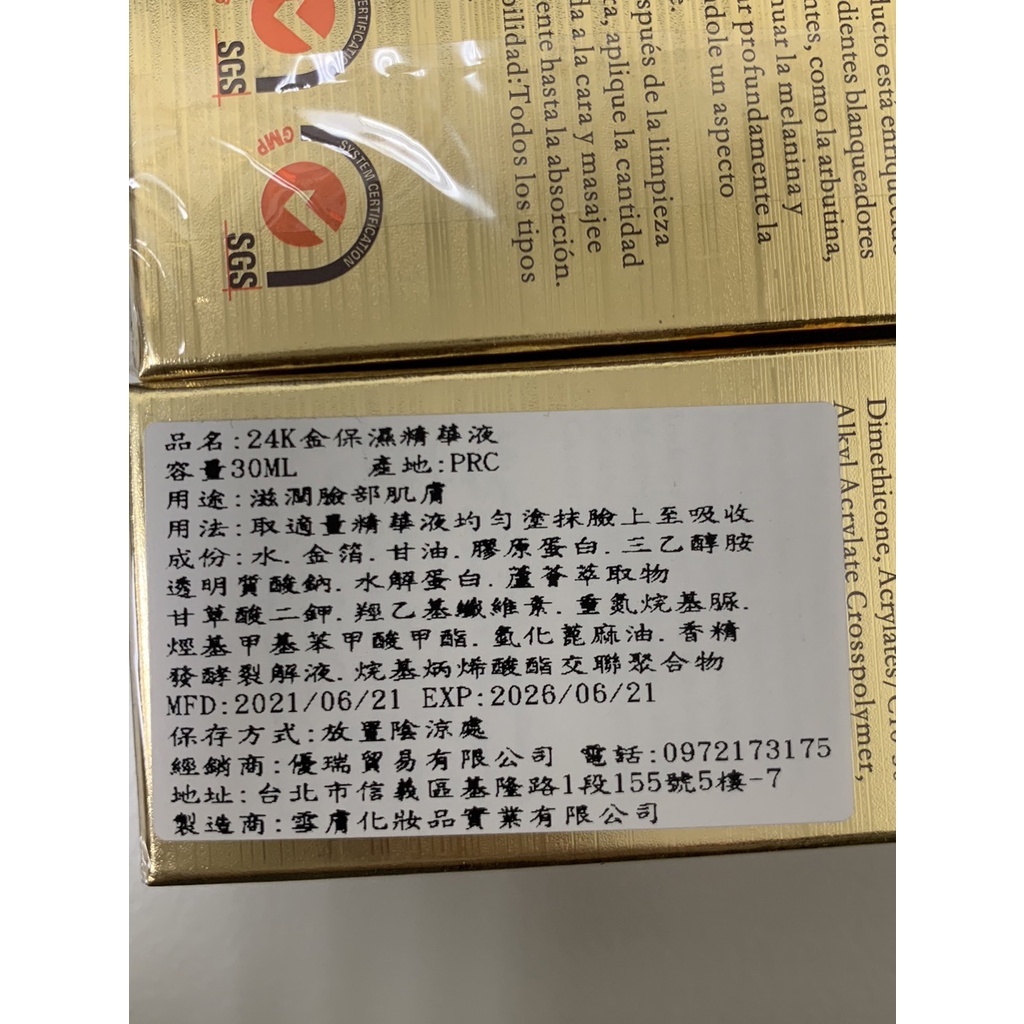 SYSTEM CERTIFICATION
SGS
GMP
SYSTEM CERTIFICATION
SGS
ducto está enriquecido
dientes blanqueadores
ntes, como la arbutina,
nuar la melanina y
ar profundamente la
ndole un aspecto
e.
spués de la limpieza
ra, aplique la cantidad
da a la cara y masajee
ente hasta la absorción.
bilidad:Todos los tipos
Dimethicone, Acrylates/
Alkyl Acrylate Crosspolymer,
品名:24K金保濕精華液
容量30ML 產地:PRC
用途:滋潤臉部肌膚
用法:取適量精華液均勻塗抹臉上至吸收
成份:水.金箔.甘油.膠原蛋白.三乙醇胺
透明質酸鈉.水解蛋白.蘆薈萃取物
甘草酸二鉀.羥乙基纖維素.重氮烷基脲.
烴基甲基苯甲酸甲酯.氫化蓖麻油.香精
發酵裂解液.烷基炳烯酸酯交聯聚合物
MFD:2021/06/21 EXP:2026/06/21
保存方式:放置陰涼處
經銷商:優瑞貿易有限公司 電話:0972173175
地址:台北市信義區基隆路1段155號5樓-7
製造商:雪膚化妝品實業有限公司